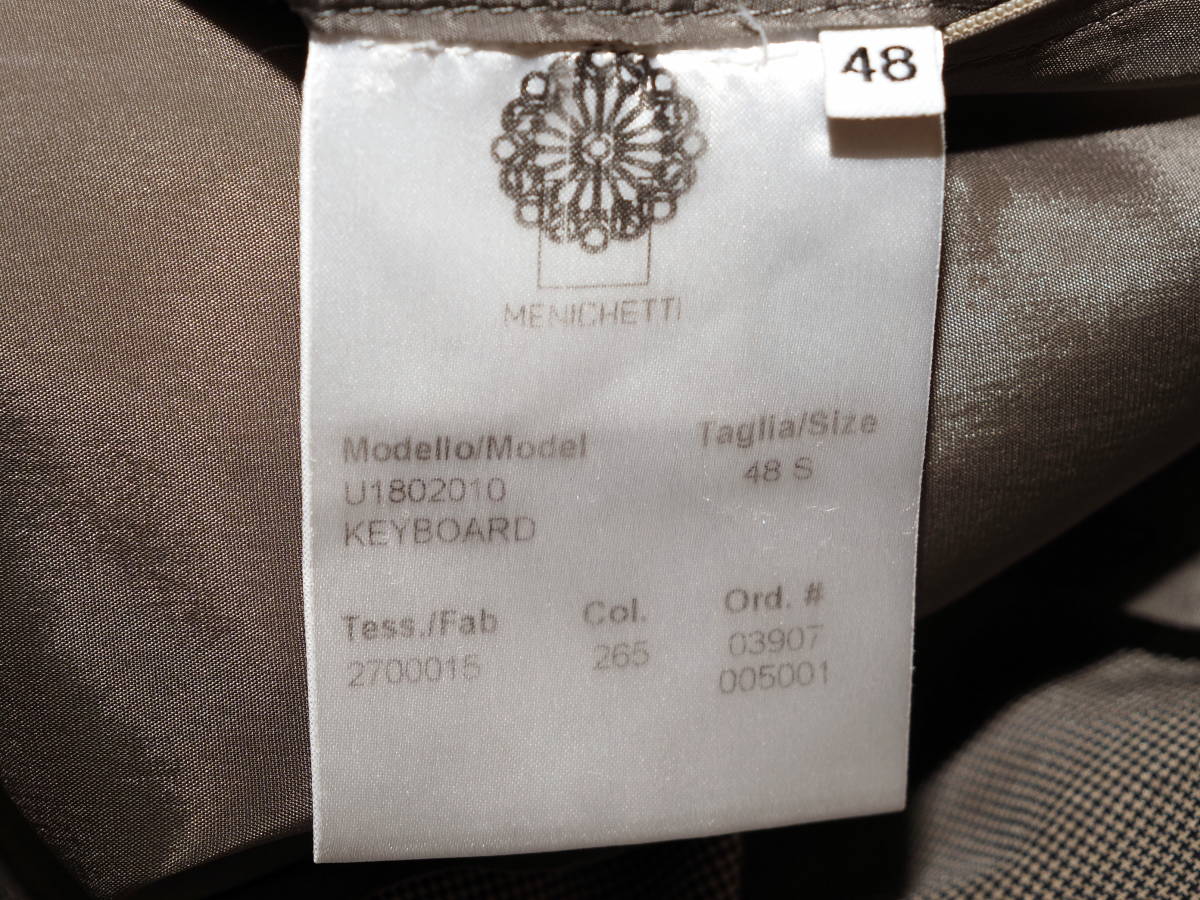 48
MENICHETTI
Modello/Model
U1802010
KEYBOARD
Taglia/Size
48 S
Tess./Fab
2700015
Col.
265
Ord. #
03907
005001